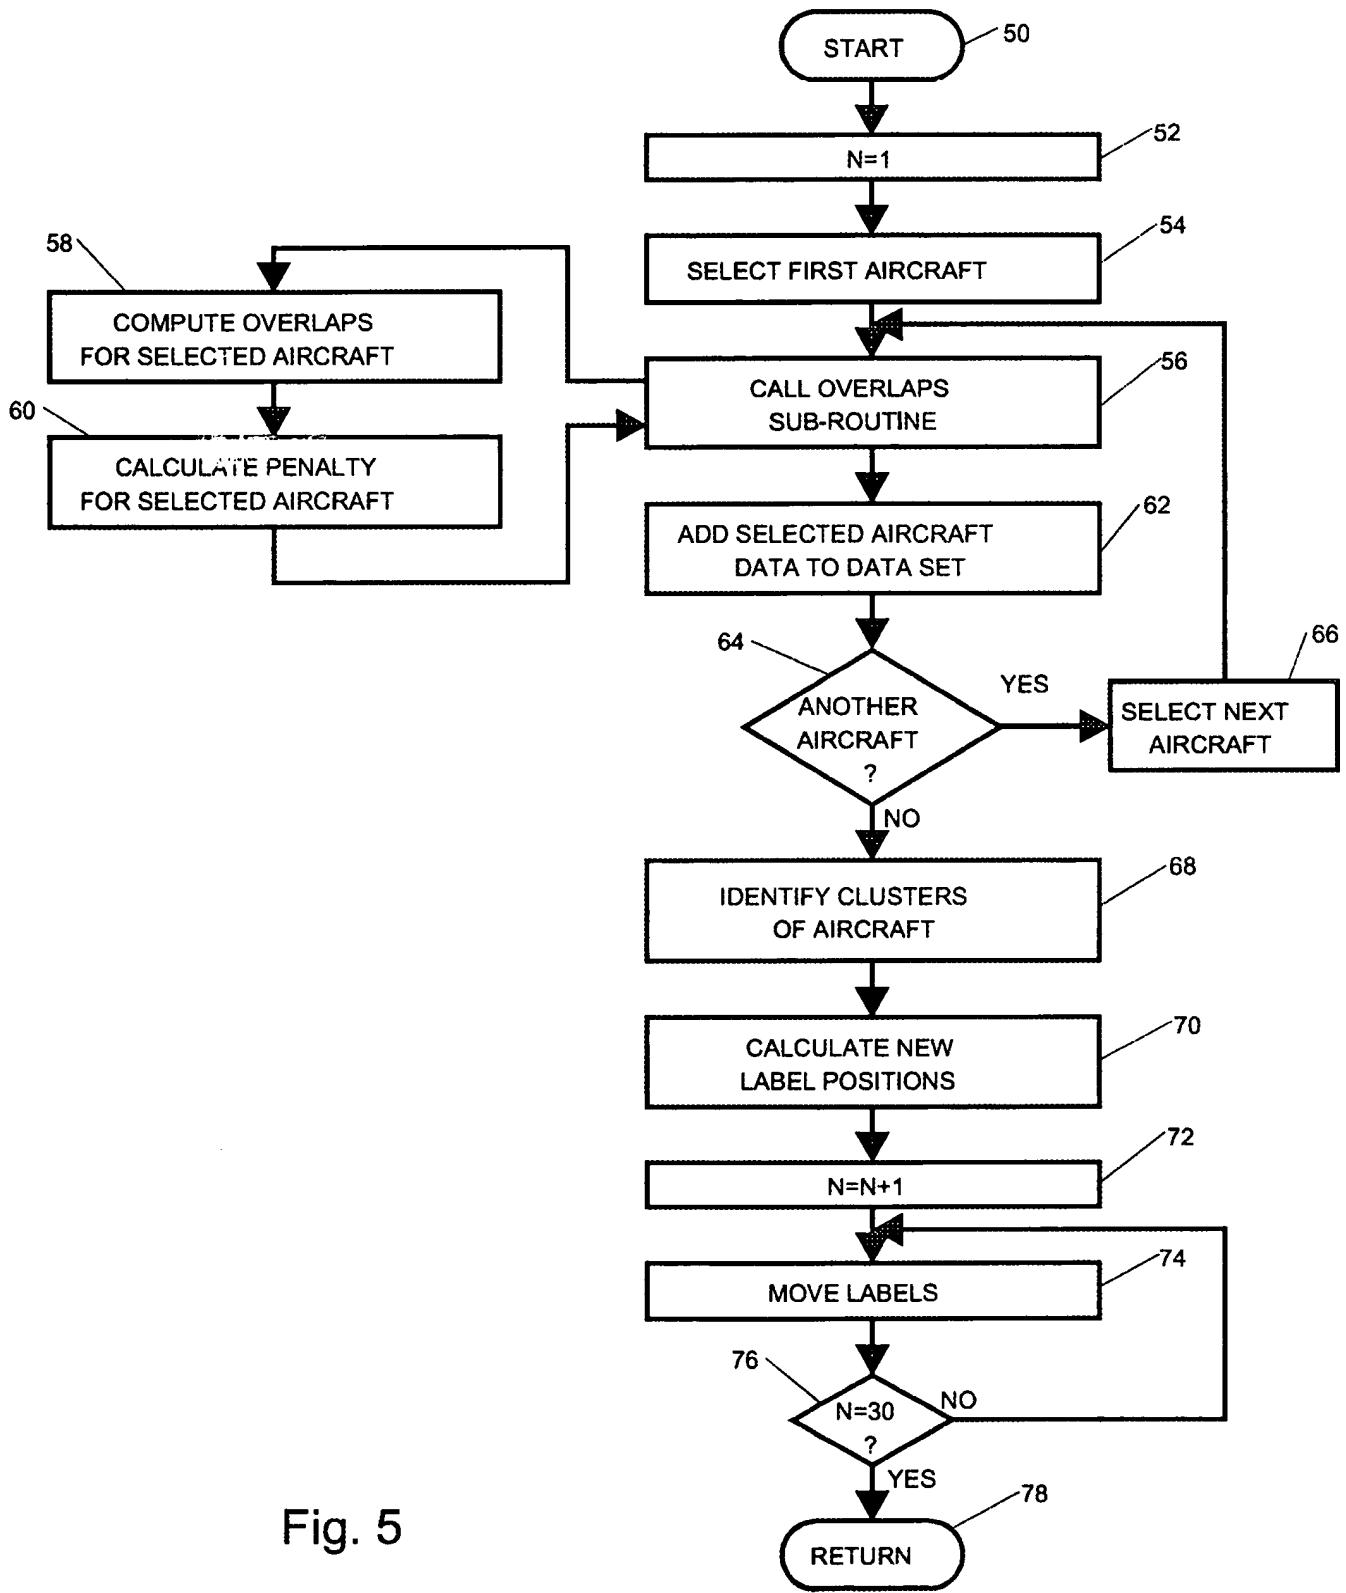 START
50
N=1
52
SELECT FIRST AIRCRAFT
54
58
COMPUTE OVERLAPS
FOR SELECTED AIRCRAFT
CALL OVERLAPS
SUB-ROUTINE
56
60
CALCULATE PENALTY
FOR SELECTED AIRCRAFT
ADD SELECTED AIRCRAFT
DATA TO DATA SET
62
64
ANOTHER
AIRCRAFT
?
YES
66
SELECT NEXT
AIRCRAFT
NO
IDENTIFY CLUSTERS
OF AIRCRAFT
68
CALCULATE NEW
LABEL POSITIONS
70
N=N+1
72
MOVE LABELS
74
76
N=30
?
NO
YES
RETURN
78
Fig. 5